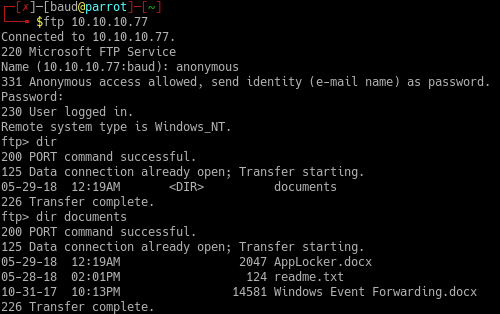 ┌─[✗]─[baud@parrot]─[~]
└──╼ $ftp 10.10.10.77
Connected to 10.10.10.77.
220 Microsoft FTP Service
Name (10.10.10.77:baud): anonymous
331 Anonymous access allowed, send identity (e-mail name) as password.
Password:
230 User logged in.
Remote system type is Windows_NT.
ftp> dir
200 PORT command successful.
125 Data connection already open; Transfer starting.
05-29-18  12:19AM       <DIR>          documents
226 Transfer complete.
ftp> dir documents
200 PORT command successful.
125 Data connection already open; Transfer starting.
05-29-18  12:19AM                 2047 AppLocker.docx
05-28-18  02:01PM                  124 readme.txt
10-31-17  10:13PM                14581 Windows Event Forwarding.docx
226 Transfer complete.